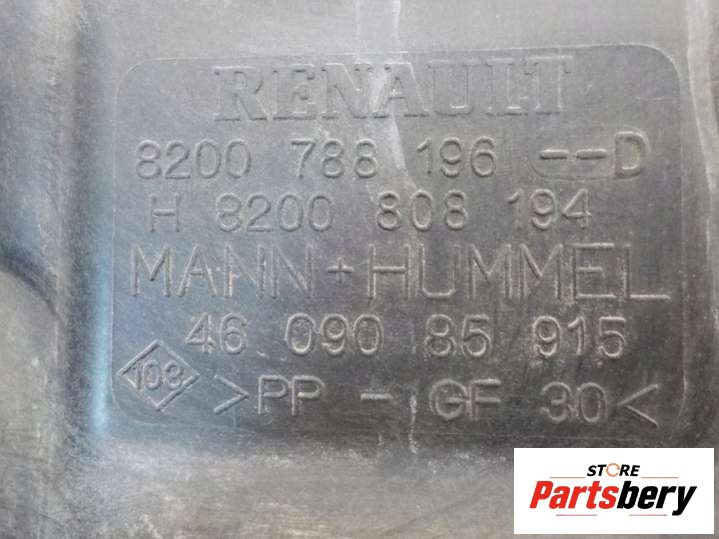 RENAULT
8200 788 196 --D
H 8200 808 194
MANN+HUMMEL
46 090 85 915
103 >PP - GF 30<
STORE
Partsbery